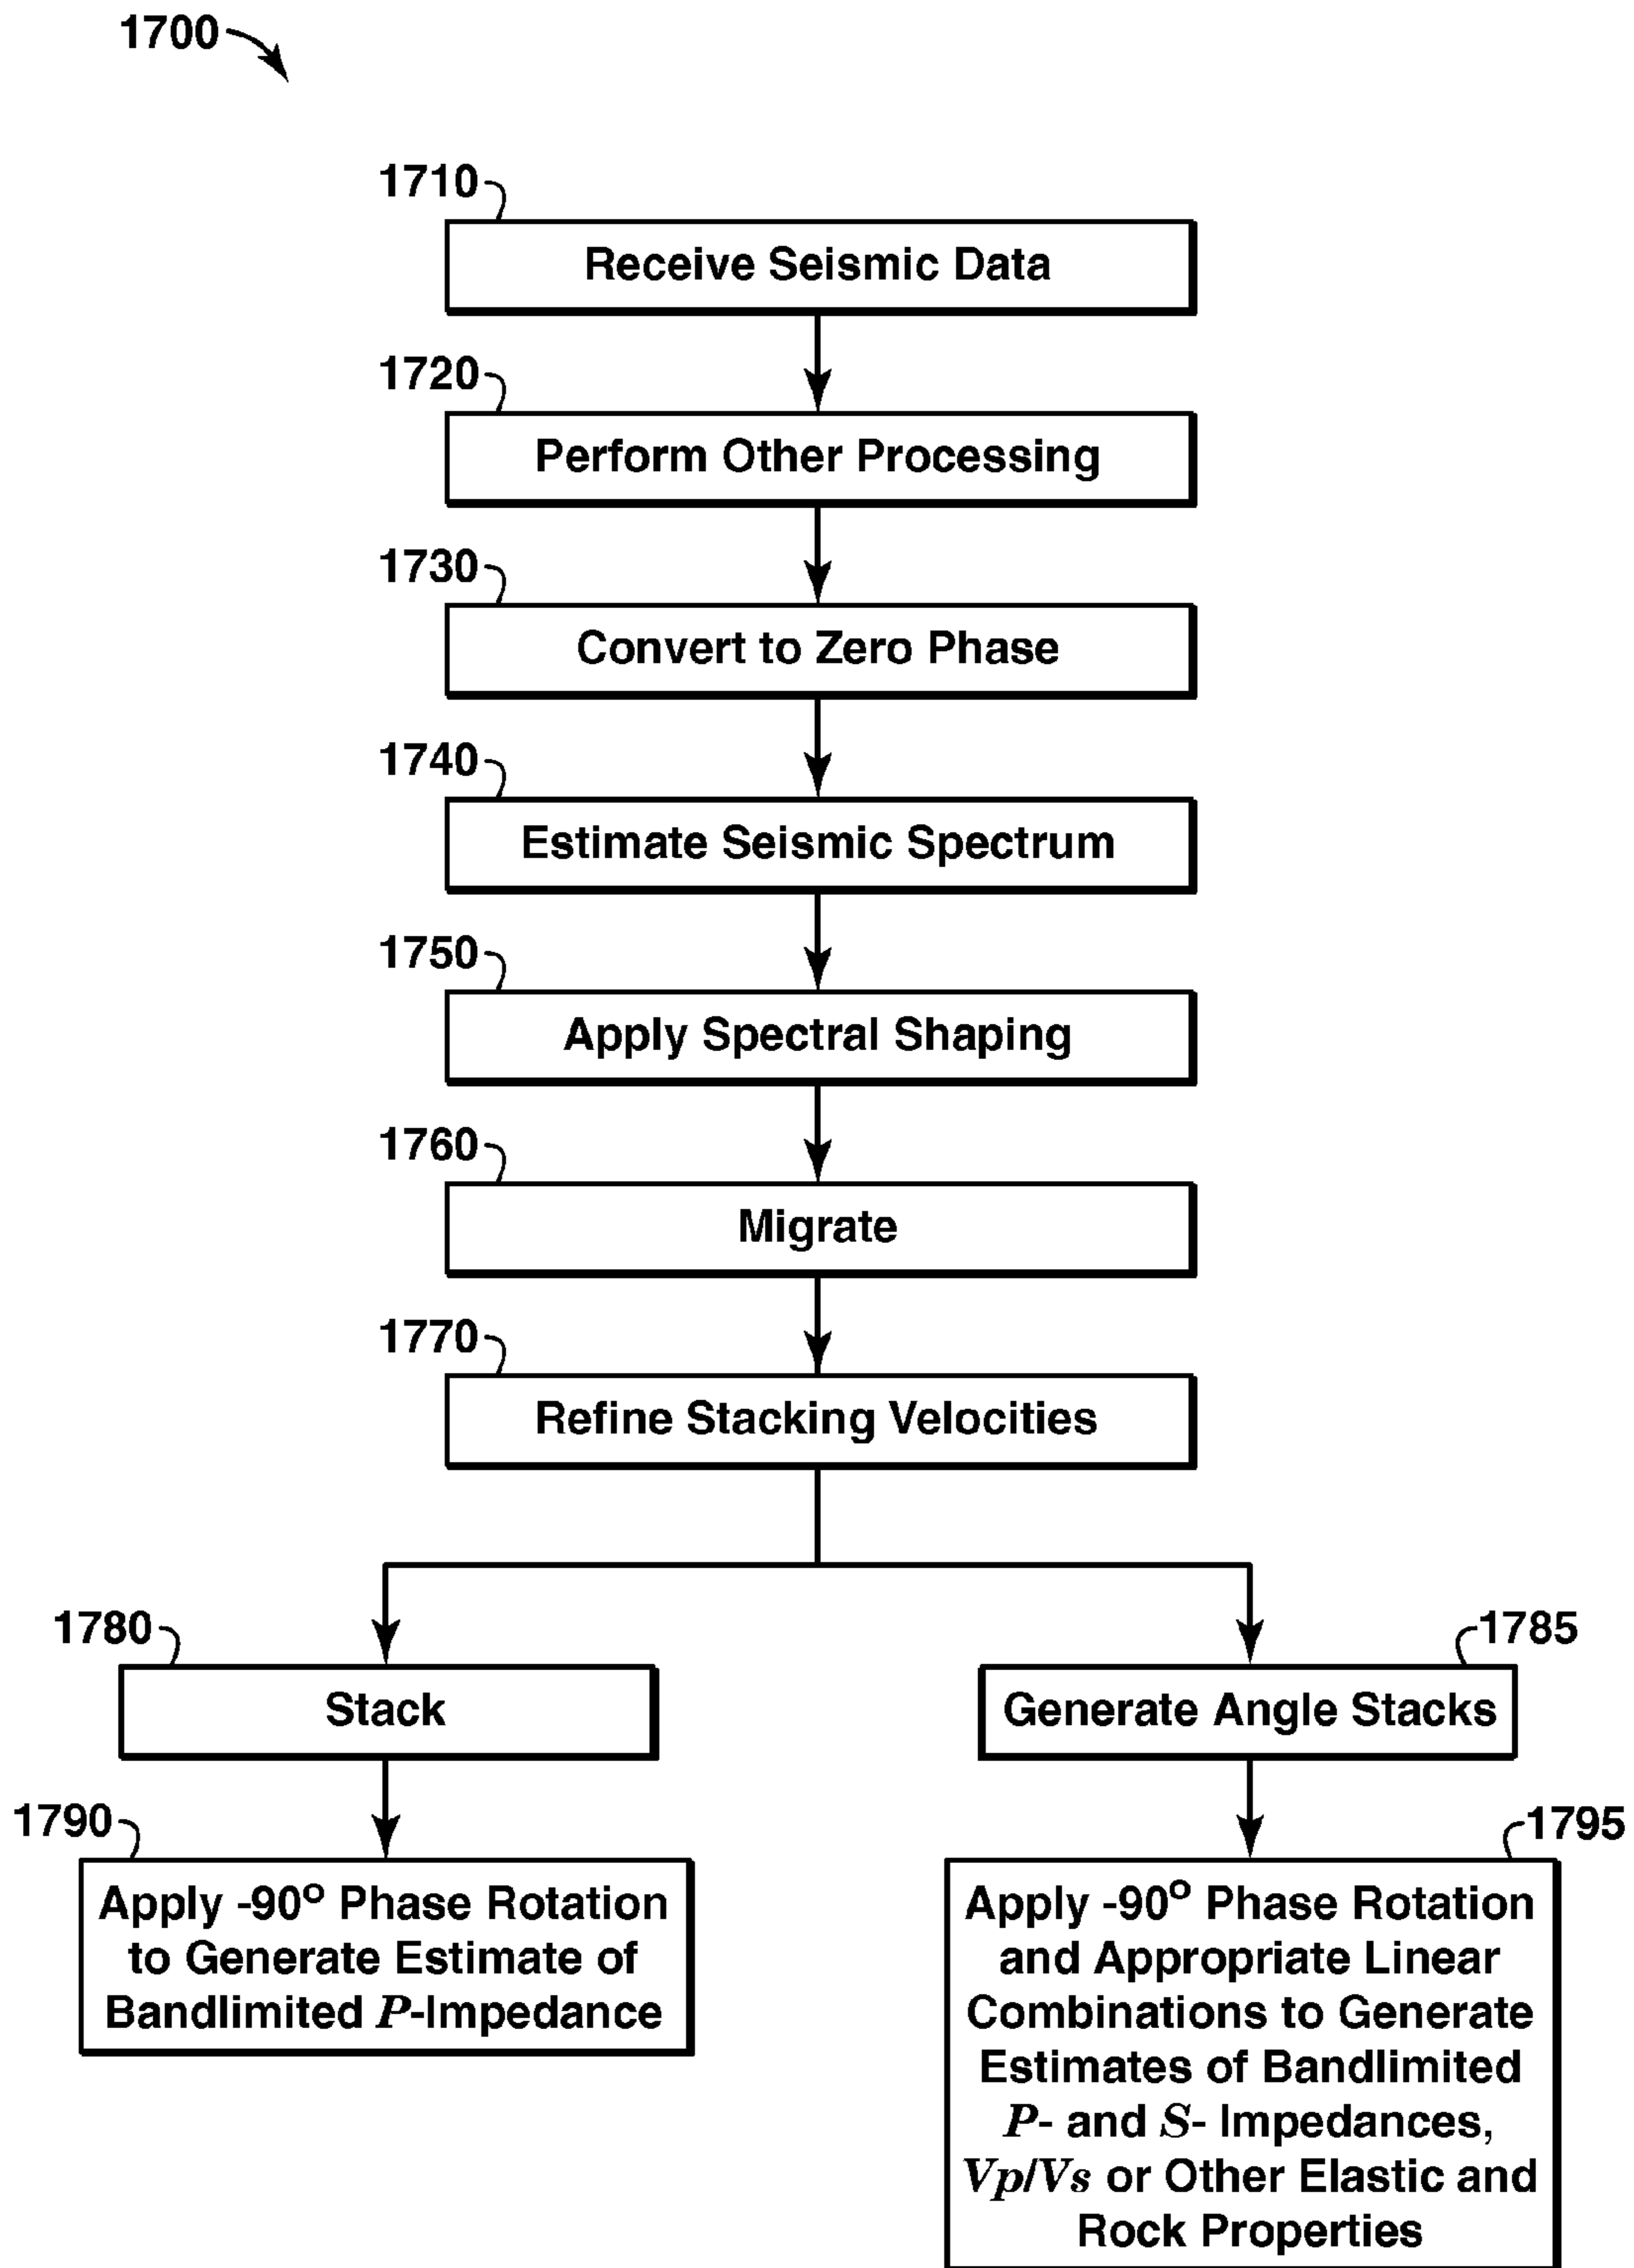 1700
1710
Receive Seismic Data
1720
Perform Other Processing
1730
Convert to Zero Phase
1740
Estimate Seismic Spectrum
1750
Apply Spectral Shaping
1760
Migrate
1770
Refine Stacking Velocities
1780
Stack
1785
Generate Angle Stacks
1790
Apply -90° Phase Rotation
to Generate Estimate of
Bandlimited P-Impedance
1795
Apply -90° Phase Rotation
and Appropriate Linear
Combinations to Generate
Estimates of Bandlimited
P- and S- Impedances,
Vp/Vs or Other Elastic and
Rock Properties